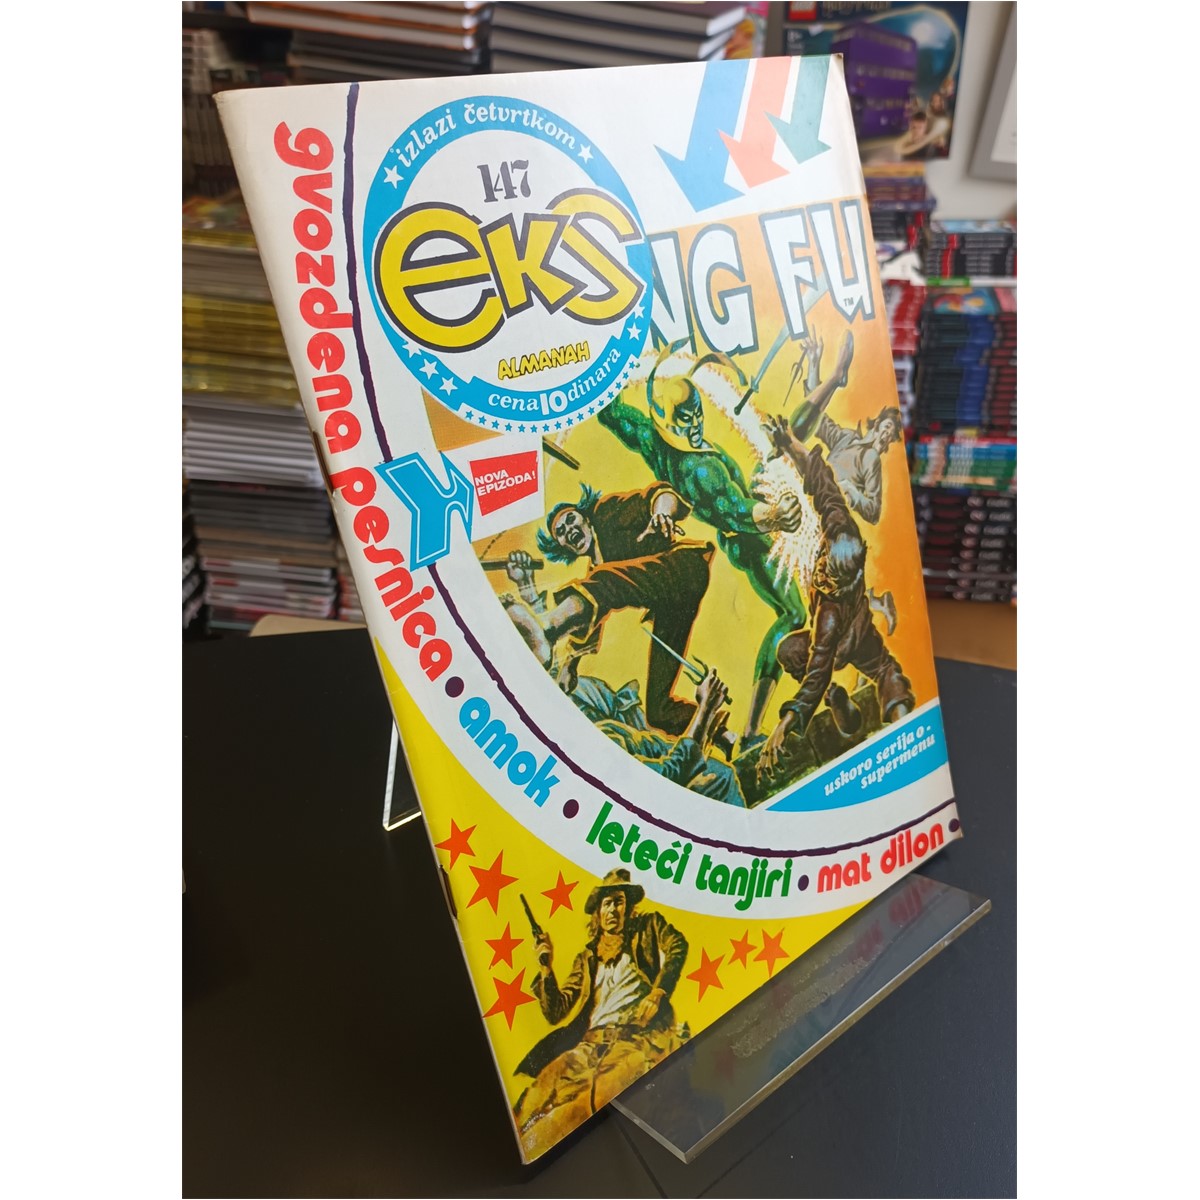 izlazi četvrtkom
147
eks
ALMANAH
cena 10 dinara
NG FU
TM
NOVA
EPIZODA!
gvozdena pesnica • amok • leteći tanjiri • mat dilon •
uskoro serija o -
supermenu